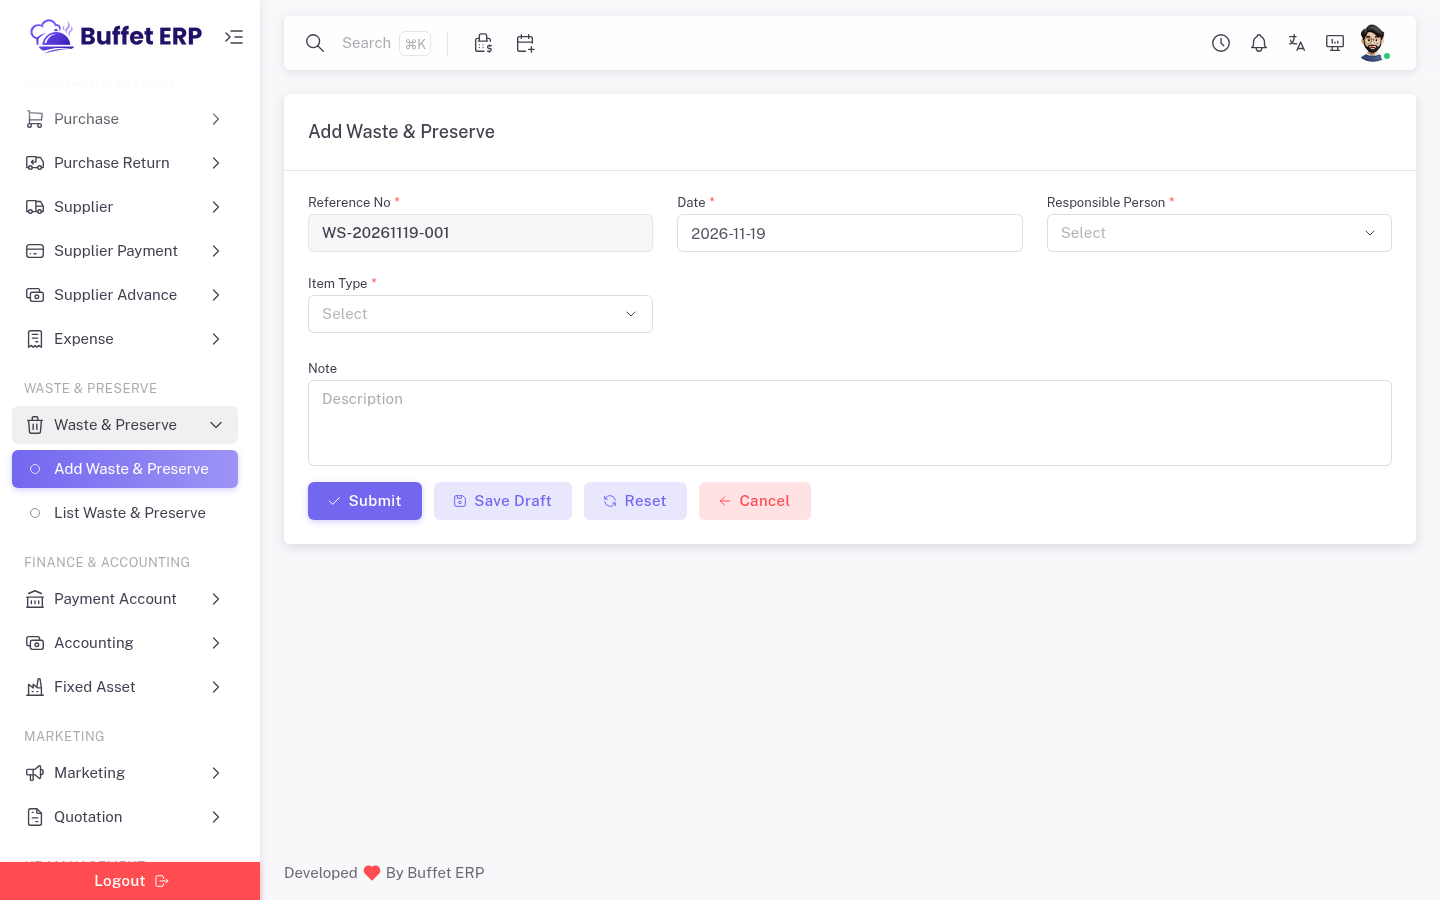 Buffet ERP
Purchase
Purchase Return
Supplier
Supplier Payment
Supplier Advance
Expense
WASTE & PRESERVE
Waste & Preserve
Add Waste & Preserve
List Waste & Preserve
FINANCE & ACCOUNTING
Payment Account
Accounting
Fixed Asset
MARKETING
Marketing
Quotation
Logout
Search ⌘K
Add Waste & Preserve
Reference No *
WS-20261119-001
Date *
2026-11-19
Responsible Person *
Select
Item Type *
Select
Note
Description
Submit
Save Draft
Reset
Cancel
Developed ❤ By Buffet ERP